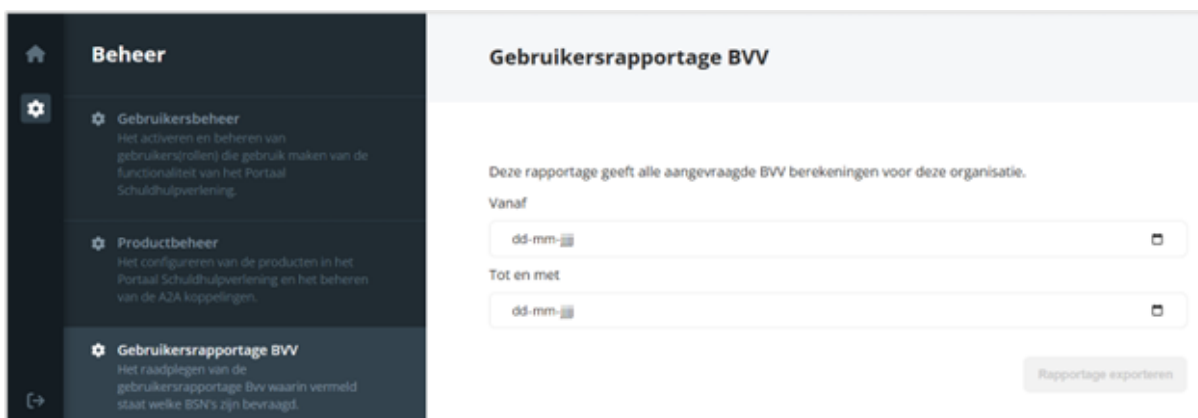 Beheer
Gebruikersbeheer
Het activeren en beheren van
gebruikers(rollen) die gebruik maken van de
functionaliteit van het Portaal
Schuldhulpverlening.
Productbeheer
Het configureren van de producten in het
Portaal Schuldhulpverlening en het beheren
van de A2A koppelingen.
Gebruikersrapportage BVV
Het raadplegen van de
gebruikersrapportage Bvv waarin vermeld
staat welke BSN's zijn bevraagd.
Gebruikersrapportage BVV
Deze rapportage geeft alle aangevraagde BVV berekeningen voor deze organisatie.
Vanaf
dd-mm-
Tot en met
dd-mm-
Rapportage exporteren